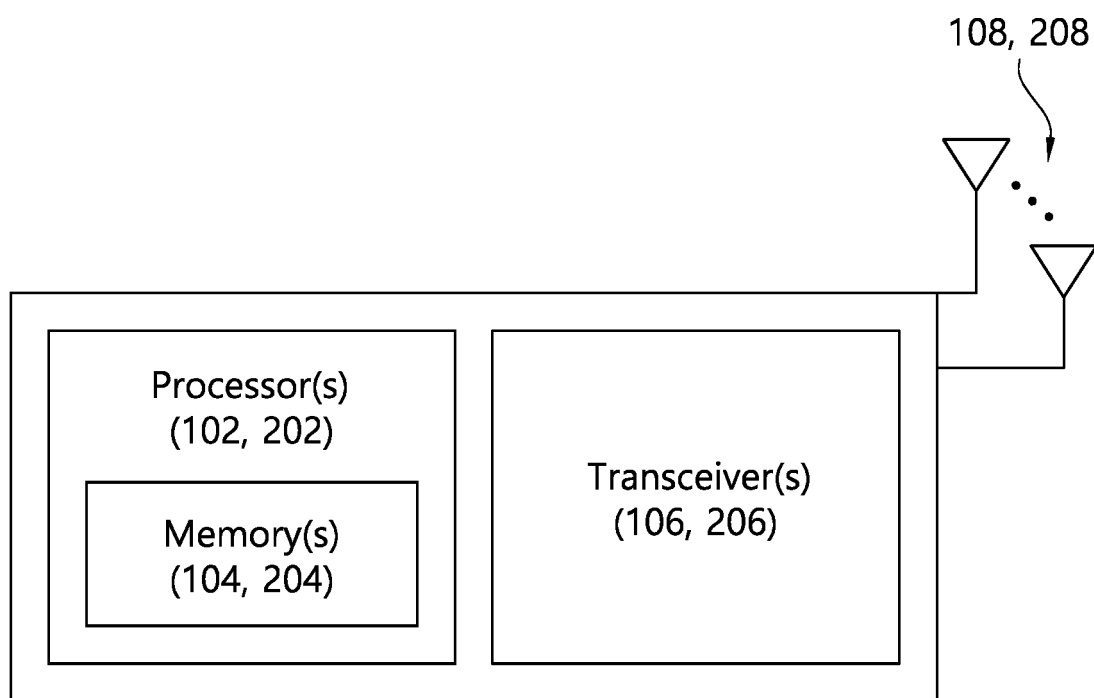 108, 208
Processor(s)
(102, 202)
Memory(s)
(104, 204)
Transceiver(s)
(106, 206)